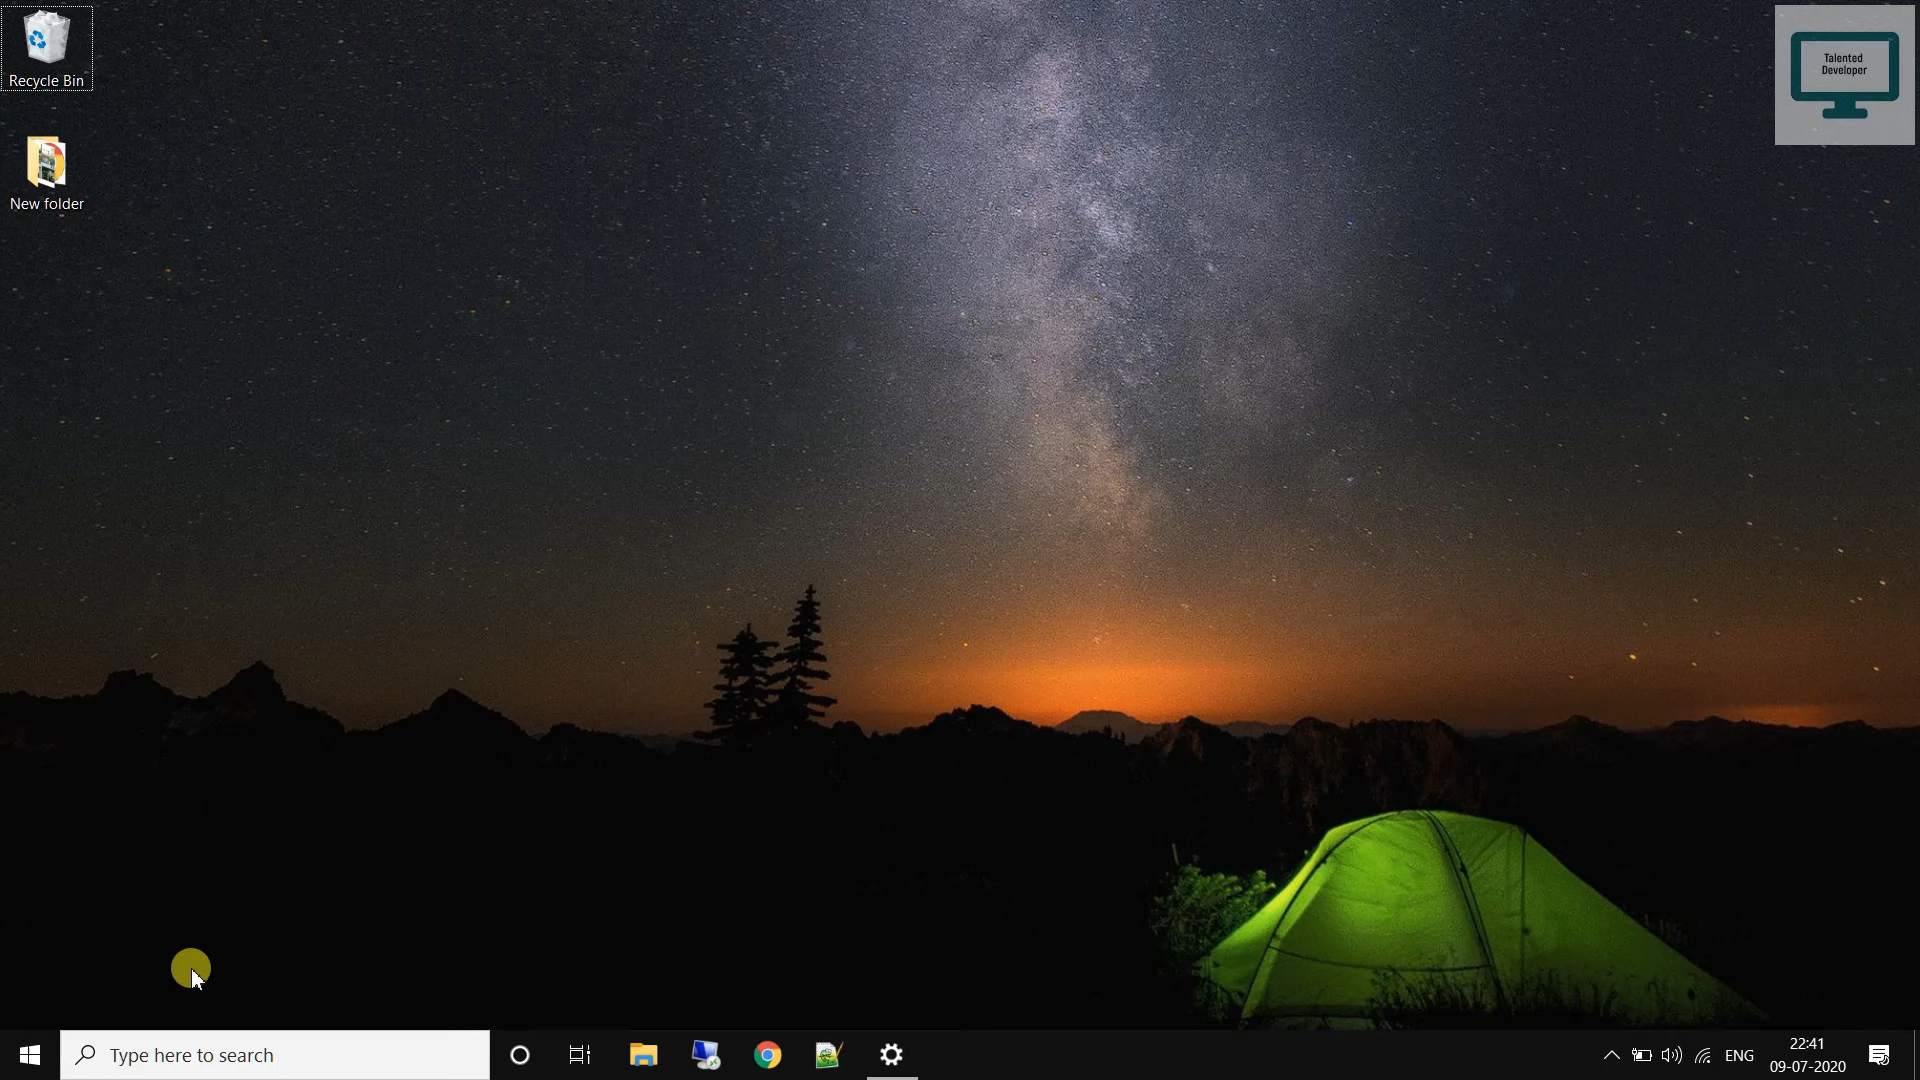 Recycle Bin
New folder
Talented
Developer
Type here to search
ENG
22:41
09-07-2020